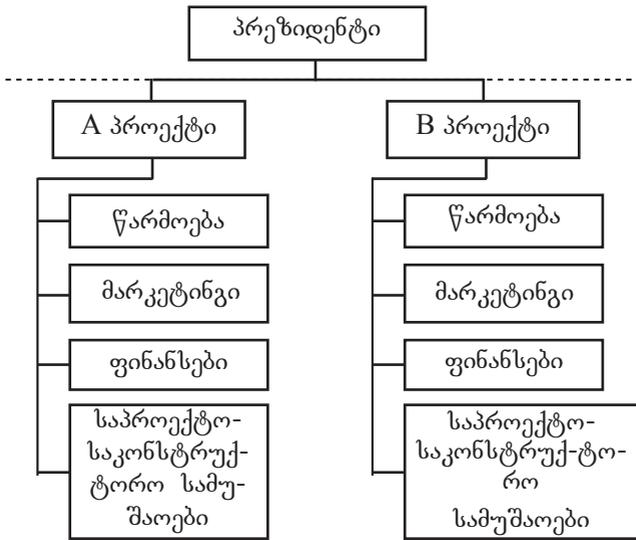 პრეზიდენტი
A პროექტი
წარმოება
მარკეტინგი
ფინანსები
საპროექტო-
საკონსტრუქ-
ტორო სამუ-
შაოები
B პროექტი
წარმოება
მარკეტინგი
ფინანსები
საპროექტო-
საკონსტრუქ-ტო-
რო
სამუშაოები